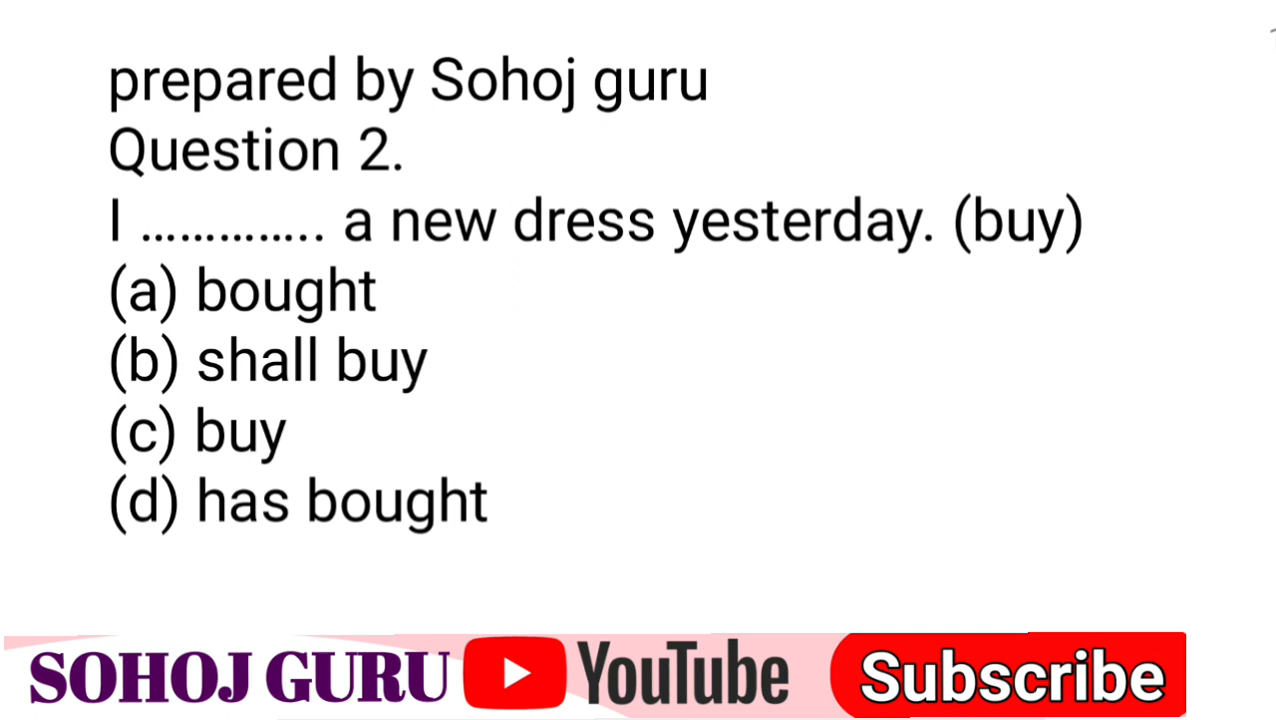 prepared by Sohoj guru
Question 2.
I ………….. a new dress yesterday. (buy)
(a) bought
(b) shall buy
(c) buy
(d) has bought
SOHOJ GURU YouTube Subscribe